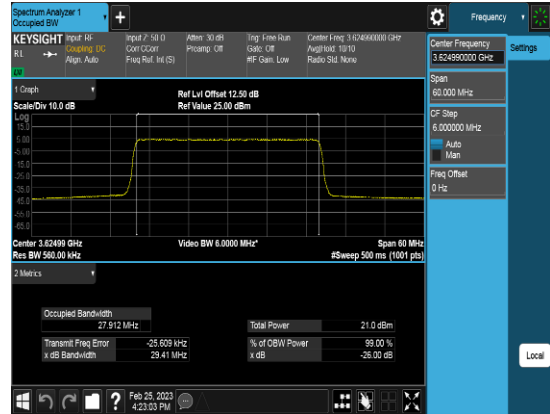 Spectrum Analyzer 1
Occupied BW
+
Frequency
KEYSIGHT
RL
Input: RF
Coupling: DC
Align: Auto
Input Z: 50 Ω
Corr CCorr
Freq Ref: Int (S)
Atten: 30 dB
Preamp: Off
Trig: Free Run
Gate: Off
#IF Gain: Low
Center Freq: 3.624990000 GHz
Avg|Hold: 10/10
Radio Std: None
LV
Center Frequency
3.624990000 GHz
Settings
Span
60.000 MHz
CF Step
6.000000 MHz
Auto
Man
Freq Offset
0 Hz
Local
1 Graph
Scale/Div 10.0 dB
Ref Lvl Offset 12.50 dB
Ref Value 25.00 dBm
Log
15.0
5.00
-5.00
-15.0
-25.0
-35.0
-45.0
-55.0
-65.0
Center 3.62499 GHz
Video BW 6.0000 MHz*
Span 60 MHz
Res BW 560.00 kHz
#Sweep 500 ms (1001 pts)
2 Metrics
Occupied Bandwidth
27.912 MHz
Total Power 21.0 dBm
Transmit Freq Error -25.609 kHz
% of OBW Power 99.00 %
x dB Bandwidth 29.41 MHz
x dB -26.00 dB
?
Feb 25, 2023
4:23:03 PM